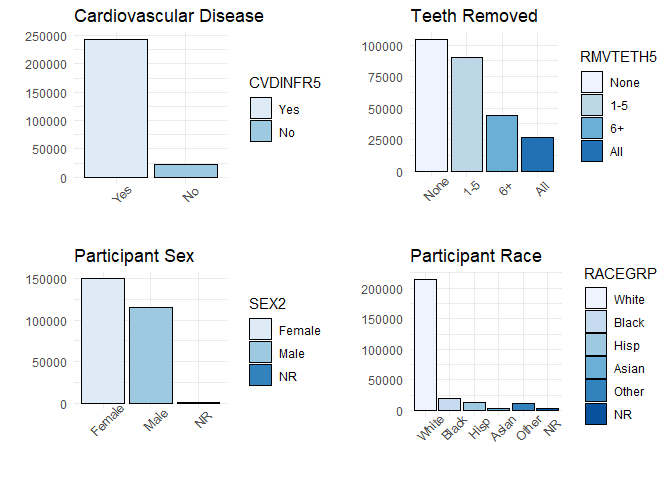 Cardiovascular Disease
250000
200000
150000
100000
50000
0
Yes
No
CVDINFR5
Yes
No
Teeth Removed
100000
75000
50000
25000
0
None
1-5
6+
All
RMVTETH5
None
1-5
6+
All
Participant Sex
150000
100000
50000
0
Female
Male
NR
SEX2
Female
Male
NR
Participant Race
200000
150000
100000
50000
0
White
Black
Hisp
Asian
Other
NR
RACEGRP
White
Black
Hisp
Asian
Other
NR